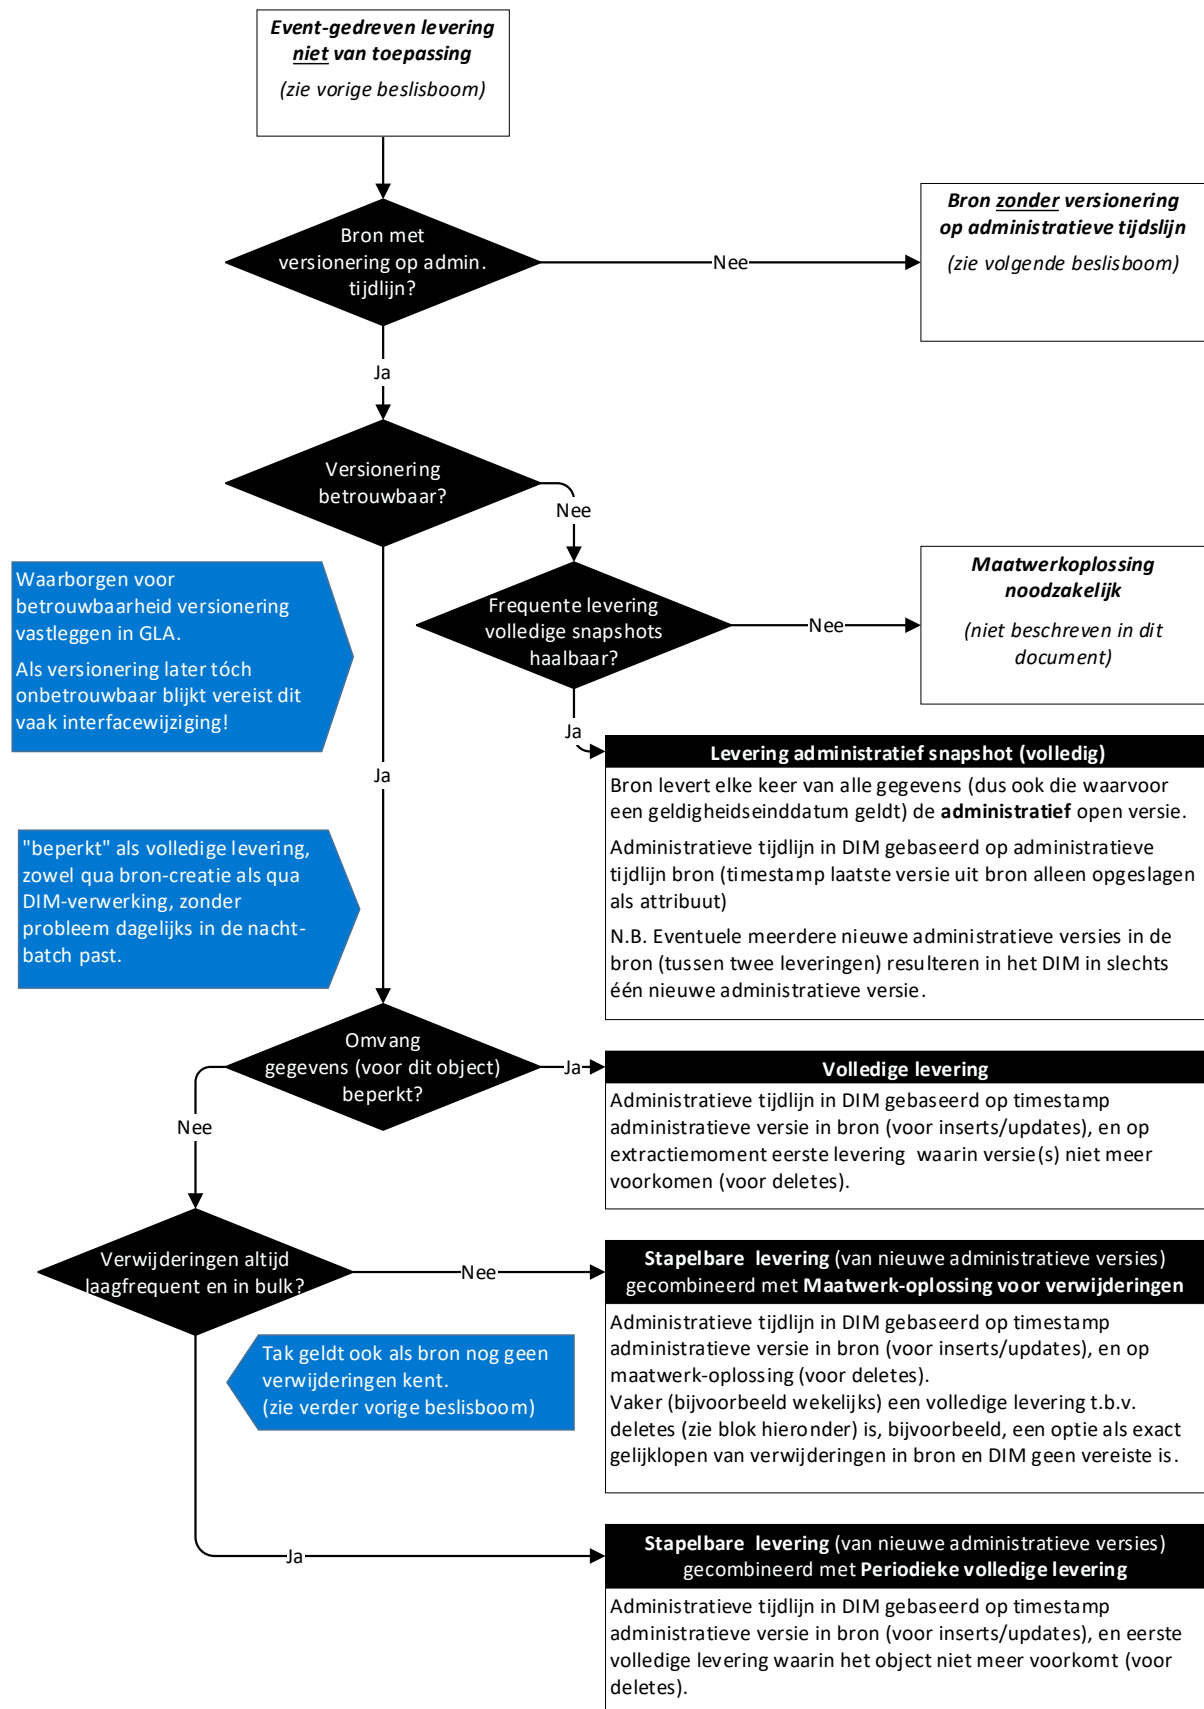 Event-gedreven levering
niet van toepassing
(zie vorige beslisboom)
Bron met
versionering op admin.
tijdlijn?
Nee
Bron zonder versionering
op administratieve tijdslijn
(zie volgende beslisboom)
Ja
Versionering
betrouwbaar?
Nee
Waarborgen voor
betrouwbaarheid versionering
vastleggen in GLA.
Als versionering later tóch
onbetrouwbaar blijkt vereist dit
vaak interfacewijziging!
Frequente levering
volledige snapshots
haalbaar?
Nee
Maatwerkoplossing
noodzakelijk
(niet beschreven in dit
document)
Ja
Ja
Levering administratief snapshot (volledig)
Bron levert elke keer van alle gegevens (dus ook die waarvoor
een geldigheidseinddatum geldt) de administratief open versie.
Administratieve tijdlijn in DIM gebaseerd op administratieve
tijdlijn bron (timestamp laatste versie uit bron alleen opgeslagen
als attribuut)
N.B. Eventuele meerdere nieuwe administratieve versies in de
bron (tussen twee leveringen) resulteren in het DIM in slechts
één nieuwe administratieve versie.
"beperkt" als volledige levering,
zowel qua bron-creatie als qua
DIM-verwerking, zonder
probleem dagelijks in de nacht-
batch past.
Omvang
gegevens (voor dit object)
beperkt?
Ja
Volledige levering
Administratieve tijdlijn in DIM gebaseerd op timestamp
administratieve versie in bron (voor inserts/updates), en op
extractiemoment eerste levering waarin versie(s) niet meer
voorkomen (voor deletes).
Nee
Verwijderingen altijd
laagfrequent en in bulk?
Nee
Stapelbare levering (van nieuwe administratieve versies)
gecombineerd met Maatwerk-oplossing voor verwijderingen
Administratieve tijdlijn in DIM gebaseerd op timestamp
administratieve versie in bron (voor inserts/updates), en op
maatwerk-oplossing (voor deletes).
Vaker (bijvoorbeeld wekelijks) een volledige levering t.b.v.
deletes (zie blok hieronder) is, bijvoorbeeld, een optie als exact
gelijklopen van verwijderingen in bron en DIM geen vereiste is.
Tak geldt ook als bron nog geen
verwijderingen kent.
(zie verder vorige beslisboom)
Ja
Stapelbare levering (van nieuwe administratieve versies)
gecombineerd met Periodieke volledige levering
Administratieve tijdlijn in DIM gebaseerd op timestamp
administratieve versie in bron (voor inserts/updates), en eerste
volledige levering waarin het object niet meer voorkomt (voor
deletes).